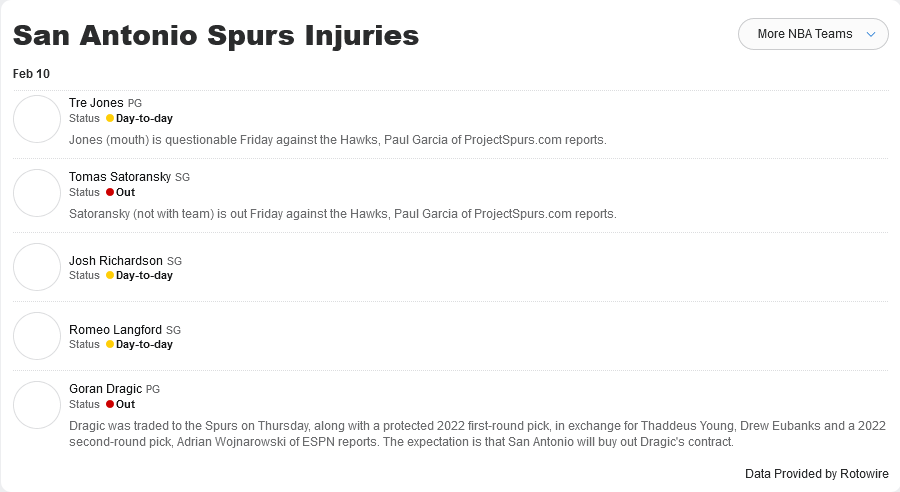 San Antonio Spurs Injuries
More NBA Teams
Feb 10
Tre Jones PG
Status Day-to-day
Jones (mouth) is questionable Friday against the Hawks, Paul Garcia of ProjectSpurs.com reports.
Tomas Satoransky SG
Status Out
Satoransky (not with team) is out Friday against the Hawks, Paul Garcia of ProjectSpurs.com reports.
Josh Richardson SG
Status Day-to-day
Romeo Langford SG
Status Day-to-day
Goran Dragic PG
Status Out
Dragic was traded to the Spurs on Thursday, along with a protected 2022 first-round pick, in exchange for Thaddeus Young, Drew Eubanks and a 2022
second-round pick, Adrian Wojnarowski of ESPN reports. The expectation is that San Antonio will buy out Dragic's contract.
Data Provided by Rotowire